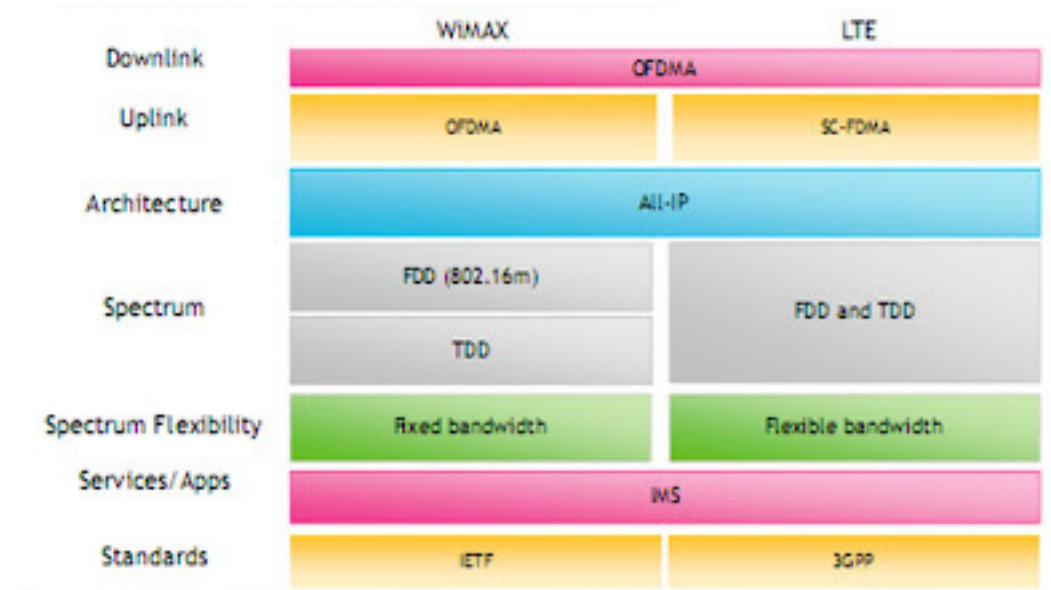 WiMAX LTE
Downlink OFDMA
Uplink OFDMA SC-FDMA
Architecture All-IP
FDD (802.16m)
Spectrum FDD and TDD
TDD
Spectrum Flexibility Fixed bandwidth Flexible bandwidth
Services/Apps IMS
Standards IETF 3GPP